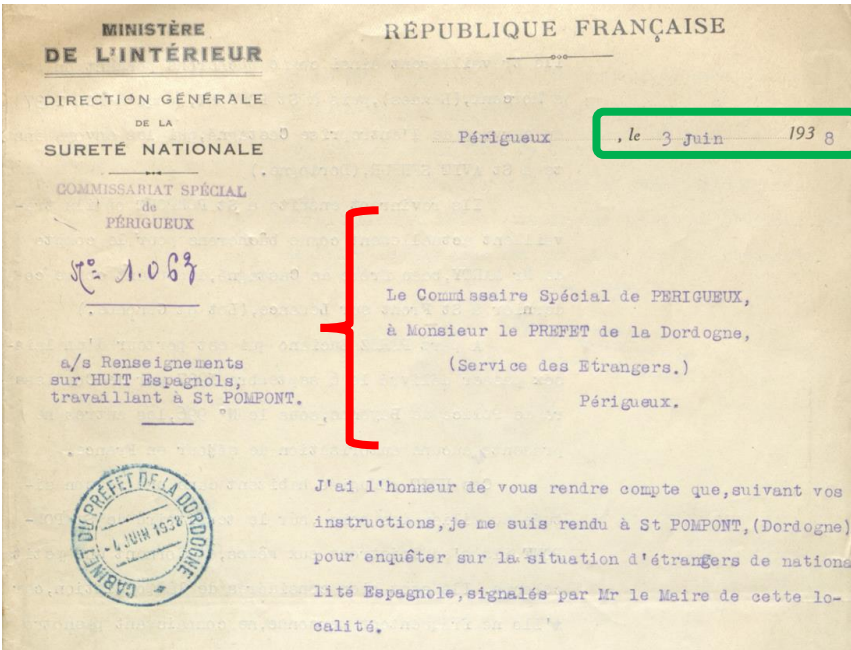 MINISTÈRE
DE L'INTÉRIEUR
DIRECTION GÉNÉRALE
DE LA
SURETÉ NATIONALE
COMMISSARIAT SPÉCIAL
de
PÉRIGUEUX
N° 1.063
a/s Renseignements
sur HUIT Espagnols,
travaillant à St POMPONT.
RÉPUBLIQUE FRANÇAISE
Périgueux , le 3 Juin 1938
Le Commissaire Spécial de PERIGUEUX,
à Monsieur le PREFET de la Dordogne,
(Service des Etrangers.)
Périgueux.
CABINET DU PRÉFET DE LA DORDOGNE
-4 JUIN 1938
J'ai l'honneur de vous rendre compte que,suivant vos
instructions,je me suis rendu à St POMPONT,(Dordogne)
pour enquêter sur la situation d'étrangers de nationa
lité Espagnole,signalés par Mr le Maire de cette lo-
calité.